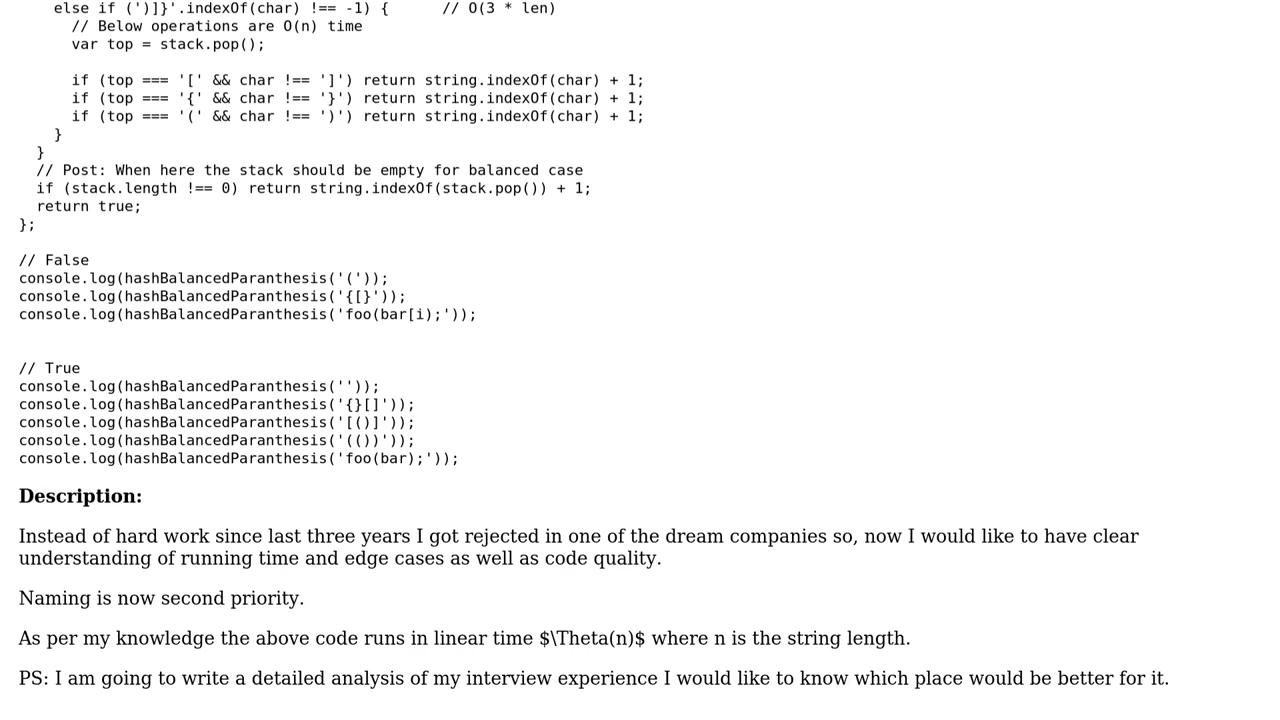 else if (')]}'.indexOf(char) !== -1) {      // O(3 * len)
// Below operations are O(n) time
var top = stack.pop();
if (top === '[' && char !== ']') return string.indexOf(char) + 1;
if (top === '{' && char !== '}') return string.indexOf(char) + 1;
if (top === '(' && char !== ')') return string.indexOf(char) + 1;
}
}
// Post: When here the stack should be empty for balanced case
if (stack.length !== 0) return string.indexOf(stack.pop()) + 1;
return true;
};
// False
console.log(hashBalancedParanthesis('('));
console.log(hashBalancedParanthesis('{[}'));
console.log(hashBalancedParanthesis('foo(bar[i);'));
// True
console.log(hashBalancedParanthesis(''));
console.log(hashBalancedParanthesis('{}[]'));
console.log(hashBalancedParanthesis('[()]'));
console.log(hashBalancedParanthesis('(())'));
console.log(hashBalancedParanthesis('foo(bar);'));
Description:
Instead of hard work since last three years I got rejected in one of the dream companies so, now I would like to have clear
understanding of running time and edge cases as well as code quality.
Naming is now second priority.
As per my knowledge the above code runs in linear time $\Theta(n)$ where n is the string length.
PS: I am going to write a detailed analysis of my interview experience I would like to know which place would be better for it.